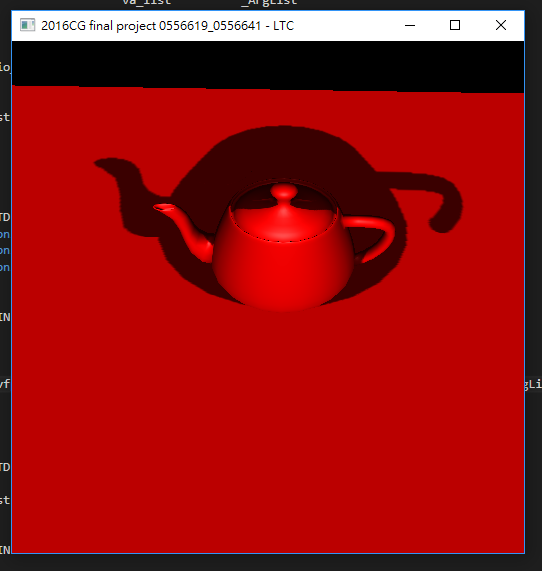 va_list _ArgList
2016CG final project 0556619_0556641 - LTC
io_
st
TD
on
on
on
IN
vf gLi
TD
st
IN